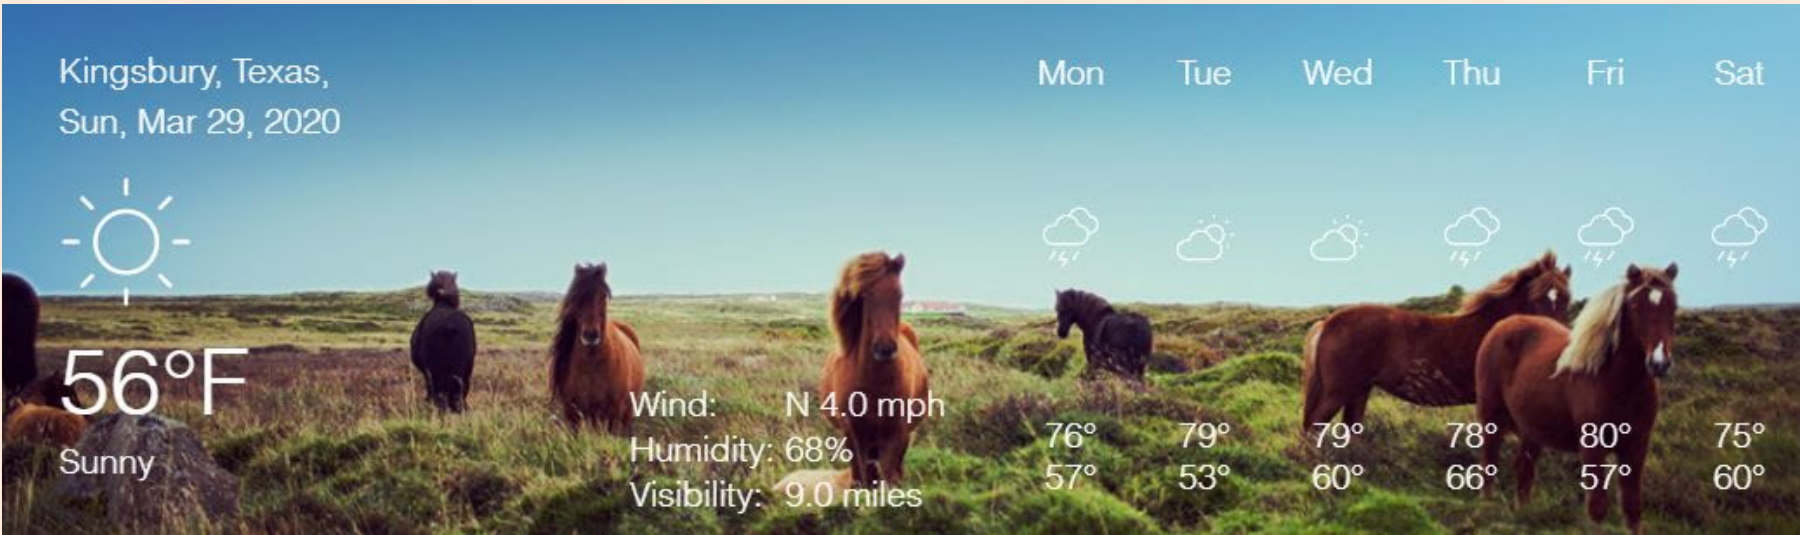 Kingsbury, Texas,
Sun, Mar 29, 2020
56°F
Sunny
Wind: N 4.0 mph
Humidity: 68%
Visibility: 9.0 miles
Mon Tue Wed Thu Fri Sat
76° 79° 79° 78° 80° 75°
57° 53° 60° 66° 57° 60°